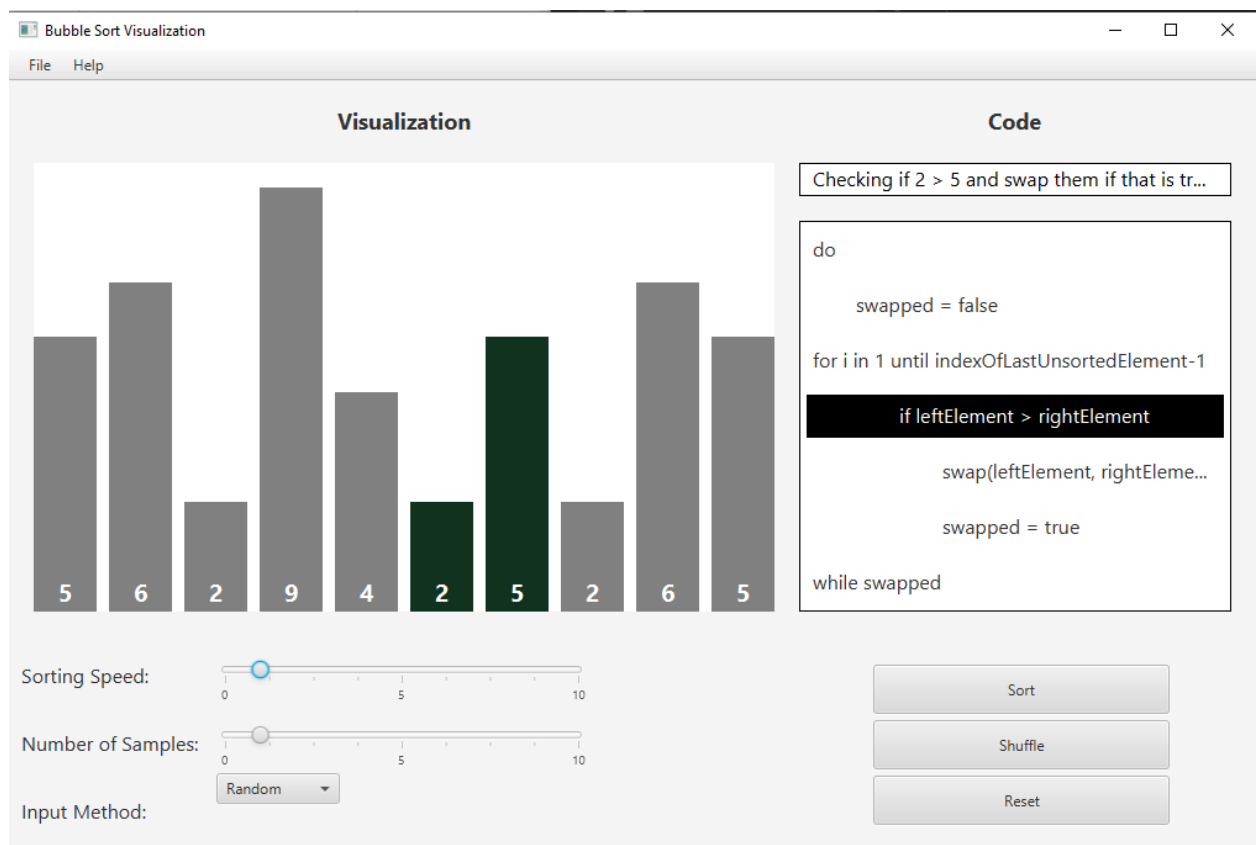 Bubble Sort Visualization
File Help
Visualization
Code
Checking if 2 > 5 and swap them if that is tr...
do
swapped = false
for i in 1 until indexOfLastUnsortedElement-1
if leftElement > rightElement
swap(leftElement, rightEleme...
swapped = true
while swapped
5 6 2 9 4 2 5 2 6 5
Sorting Speed:
0 5 10
Number of Samples:
0 5 10
Input Method:
Random
Sort
Shuffle
Reset